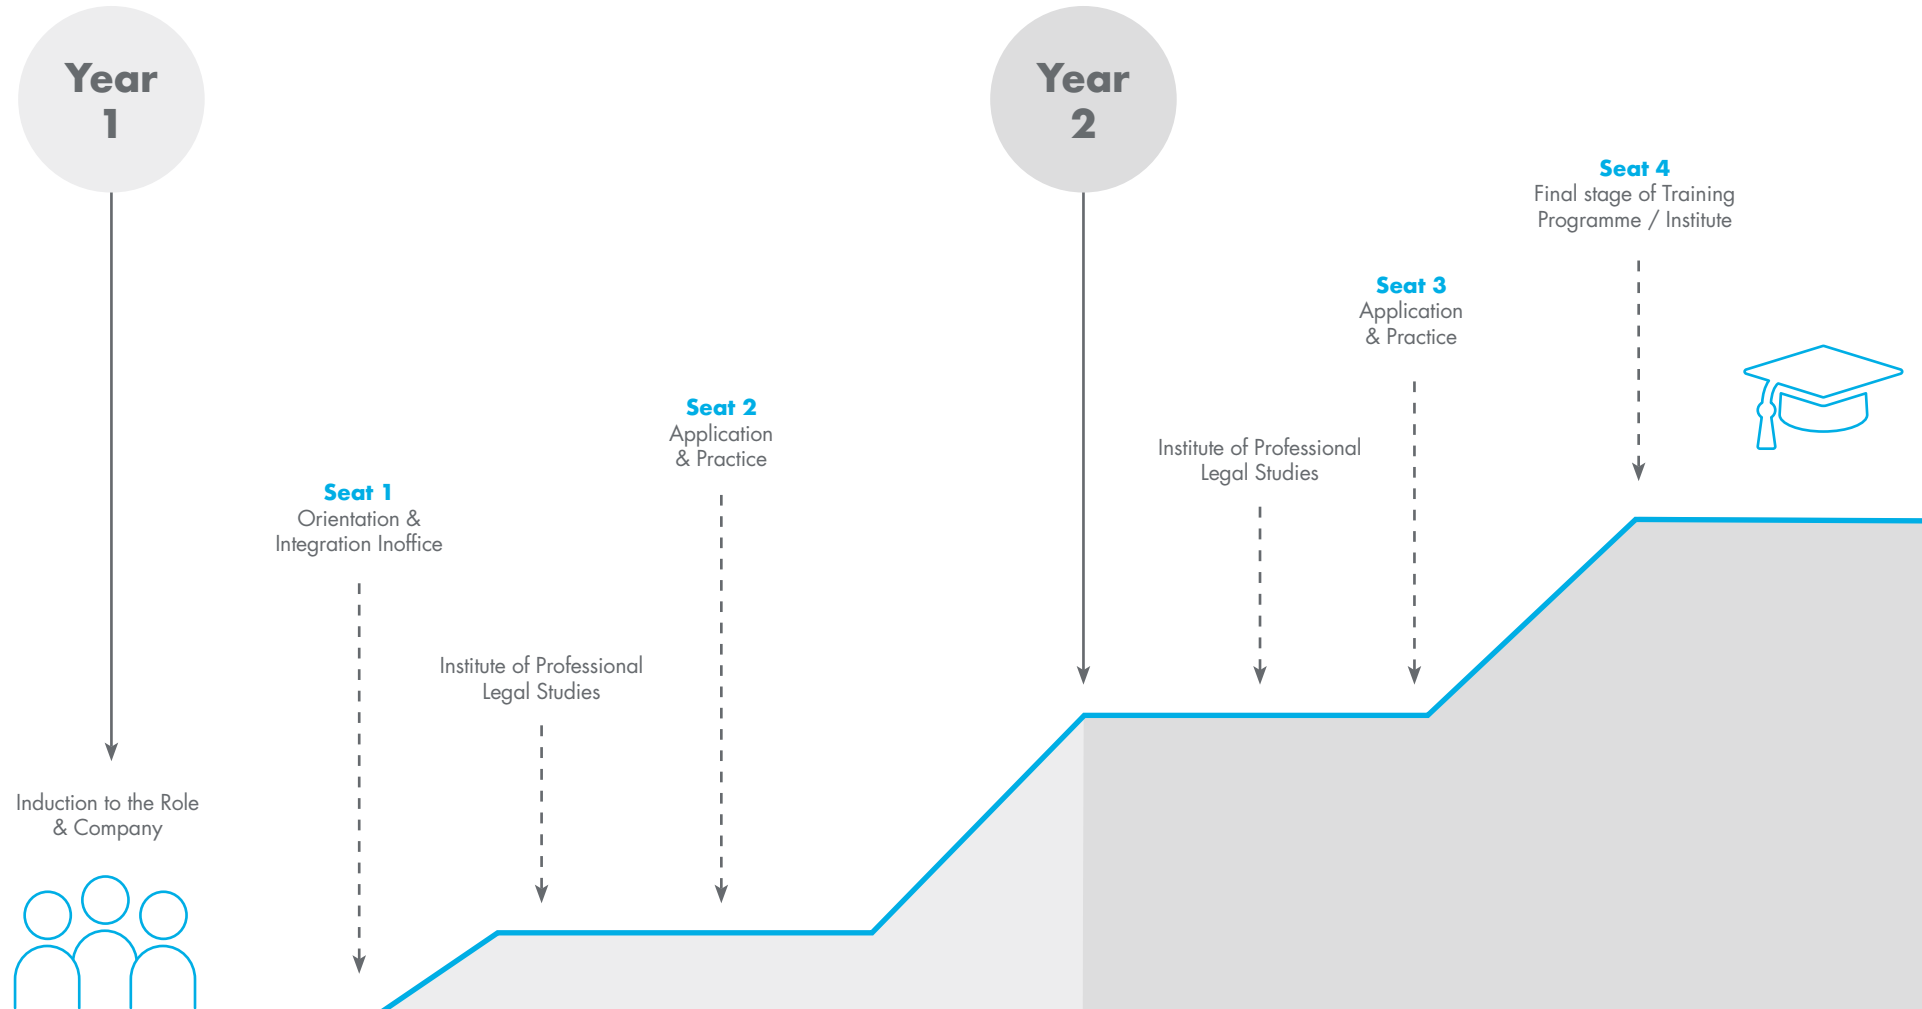 Year
1
Induction to the Role
& Company
Seat 1
Orientation &
Integration Inoffice
Institute of Professional
Legal Studies
Seat 2
Application
& Practice
Year
2
Institute of Professional
Legal Studies
Seat 3
Application
& Practice
Seat 4
Final stage of Training
Programme / Institute